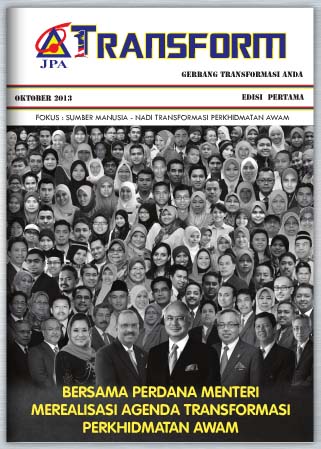 TRANSFORM
JPA
GERBANG TRANSFORMASI ANDA
OKTOBER 2013
EDISI PERTAMA
FOKUS : SUMBER MANUSIA - NADI TRANSFORMASI PERKHIDMATAN AWAM
BERSAMA PERDANA MENTERI
MEREALISASI AGENDA TRANSFORMASI
PERKHIDMATAN AWAM